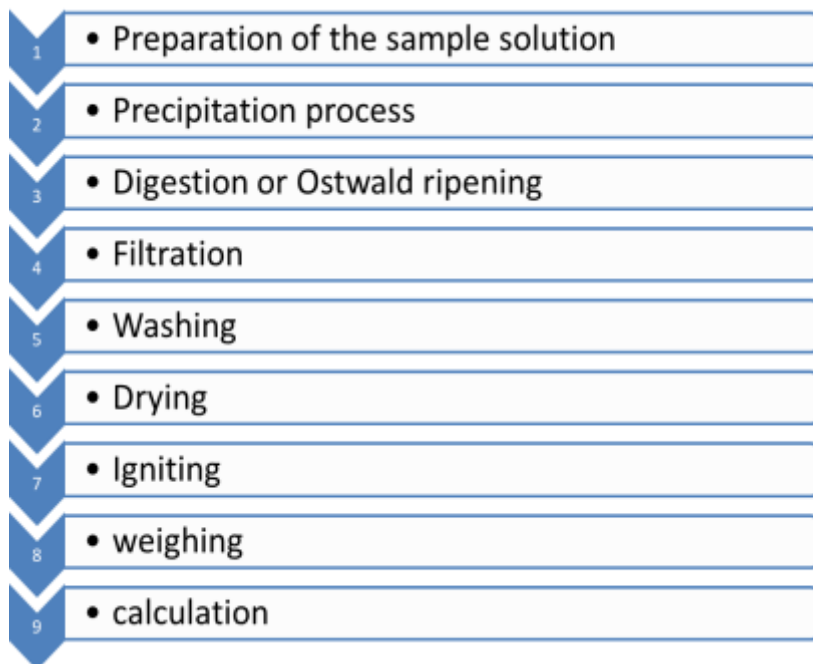 1 • Preparation of the sample solution
2 • Precipitation process
3 • Digestion or Ostwald ripening
4 • Filtration
5 • Washing
6 • Drying
7 • Igniting
8 • weighing
9 • calculation